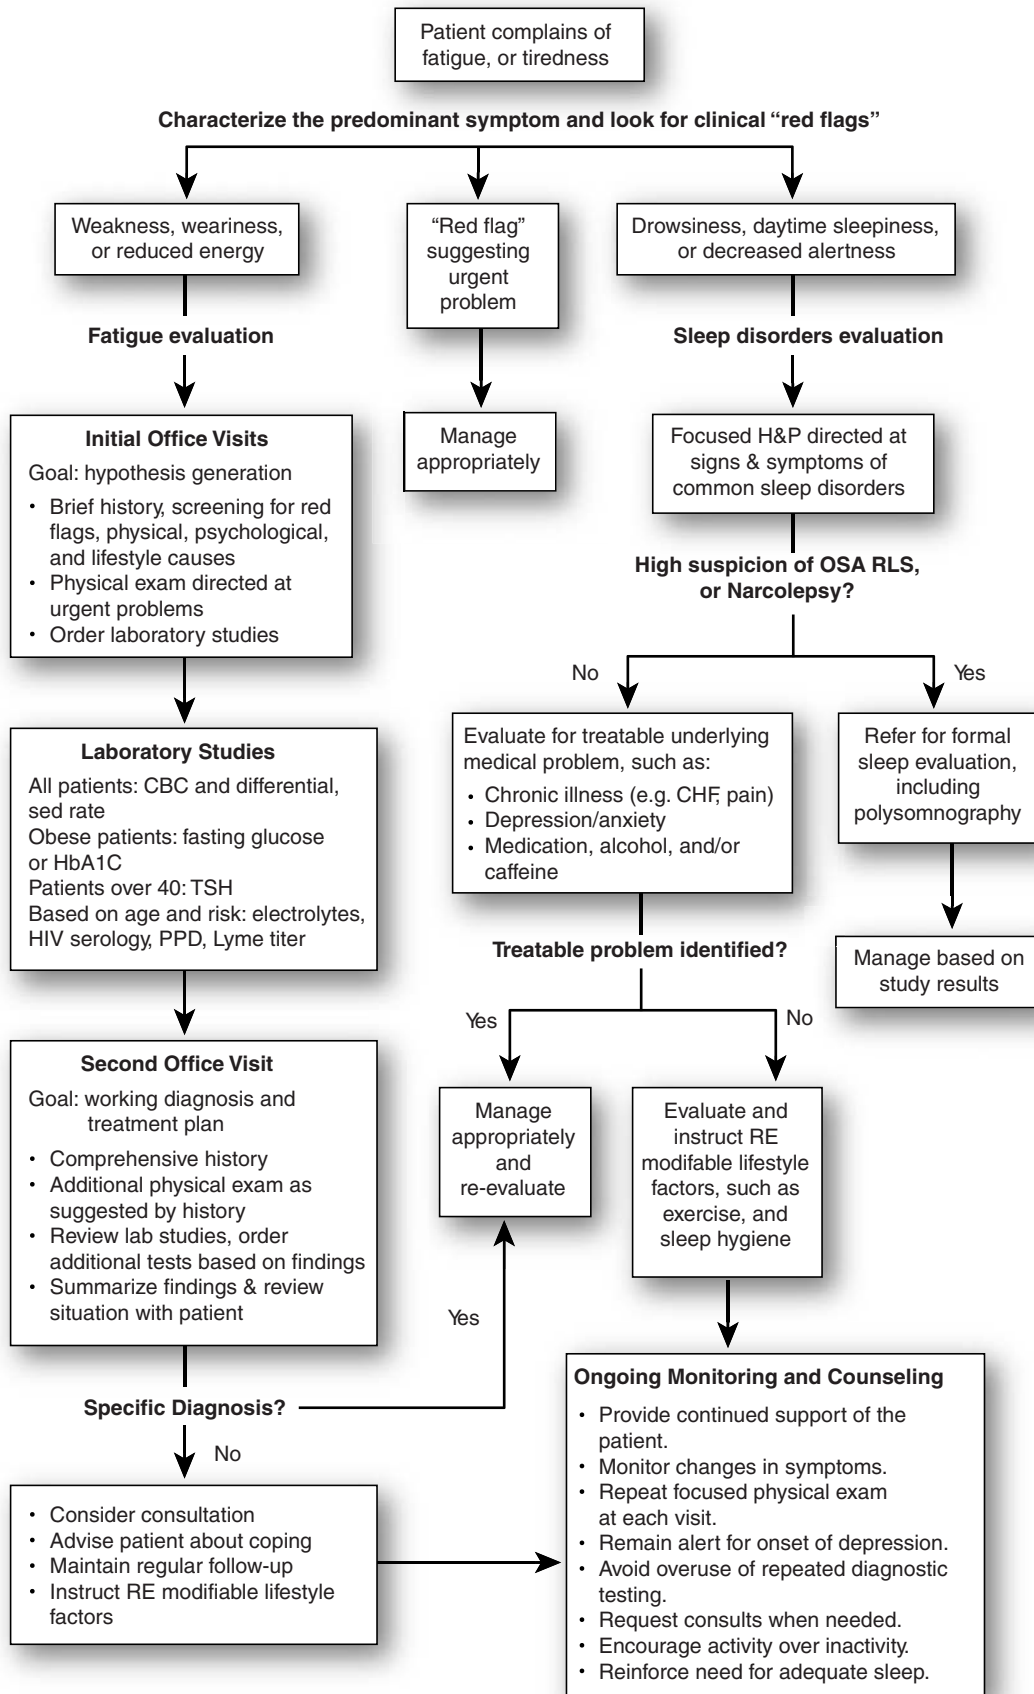 Patient complains of
fatigue, or tiredness
Characterize the predominant symptom and look for clinical “red flags”
Weakness, weariness,
or reduced energy
“Red flag”
suggesting
urgent
problem
Drowsiness, daytime sleepiness,
or decreased alertness
Fatigue evaluation
Sleep disorders evaluation
Initial Office Visits
Goal: hypothesis generation
• Brief history, screening for red
flags, physical, psychological,
and lifestyle causes
• Physical exam directed at
urgent problems
• Order laboratory studies
Manage
appropriately
Focused H&P directed at
signs & symptoms of
common sleep disorders
High suspicion of OSA RLS,
or Narcolepsy?
No
Yes
Laboratory Studies
All patients: CBC and differential,
sed rate
Obese patients: fasting glucose
or HbA1C
Patients over 40: TSH
Based on age and risk: electrolytes,
HIV serology, PPD, Lyme titer
Evaluate for treatable underlying
medical problem, such as:
• Chronic illness (e.g. CHF, pain)
• Depression/anxiety
• Medication, alcohol, and/or
caffeine
Refer for formal
sleep evaluation,
including
polysomnography
Treatable problem identified?
Manage based on
study results
Yes
No
Second Office Visit
Goal: working diagnosis and
treatment plan
• Comprehensive history
• Additional physical exam as
suggested by history
• Review lab studies, order
additional tests based on findings
• Summarize findings & review
situation with patient
Manage
appropriately
and
re-evaluate
Evaluate and
instruct RE
modifable lifestyle
factors, such as
exercise, and
sleep hygiene
Yes
Specific Diagnosis?
No
• Consider consultation
• Advise patient about coping
• Maintain regular follow-up
• Instruct RE modifiable lifestyle
factors
Ongoing Monitoring and Counseling
• Provide continued support of the
patient.
• Monitor changes in symptoms.
• Repeat focused physical exam
at each visit.
• Remain alert for onset of depression.
• Avoid overuse of repeated diagnostic
testing.
• Request consults when needed.
• Encourage activity over inactivity.
• Reinforce need for adequate sleep.